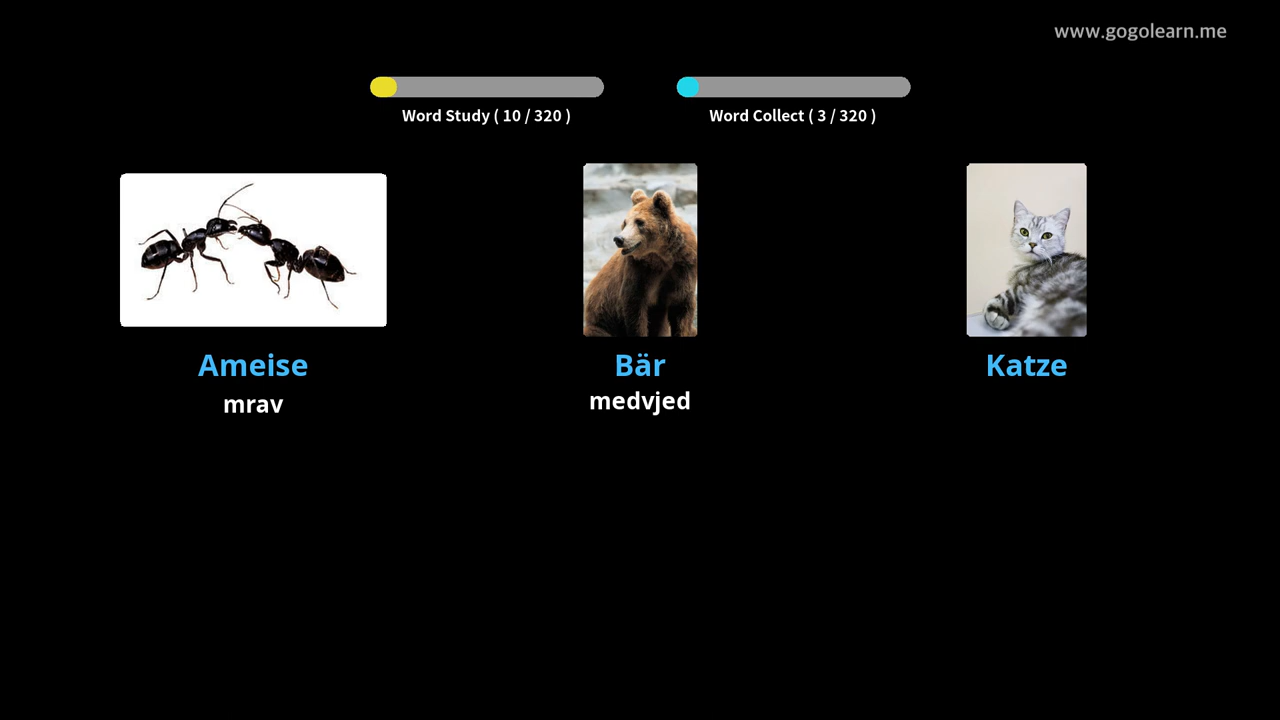 www.gogolearn.me
Word Study ( 10 / 320 )
Word Collect ( 3 / 320 )
Ameise
mrav
Bär
medvjed
Katze